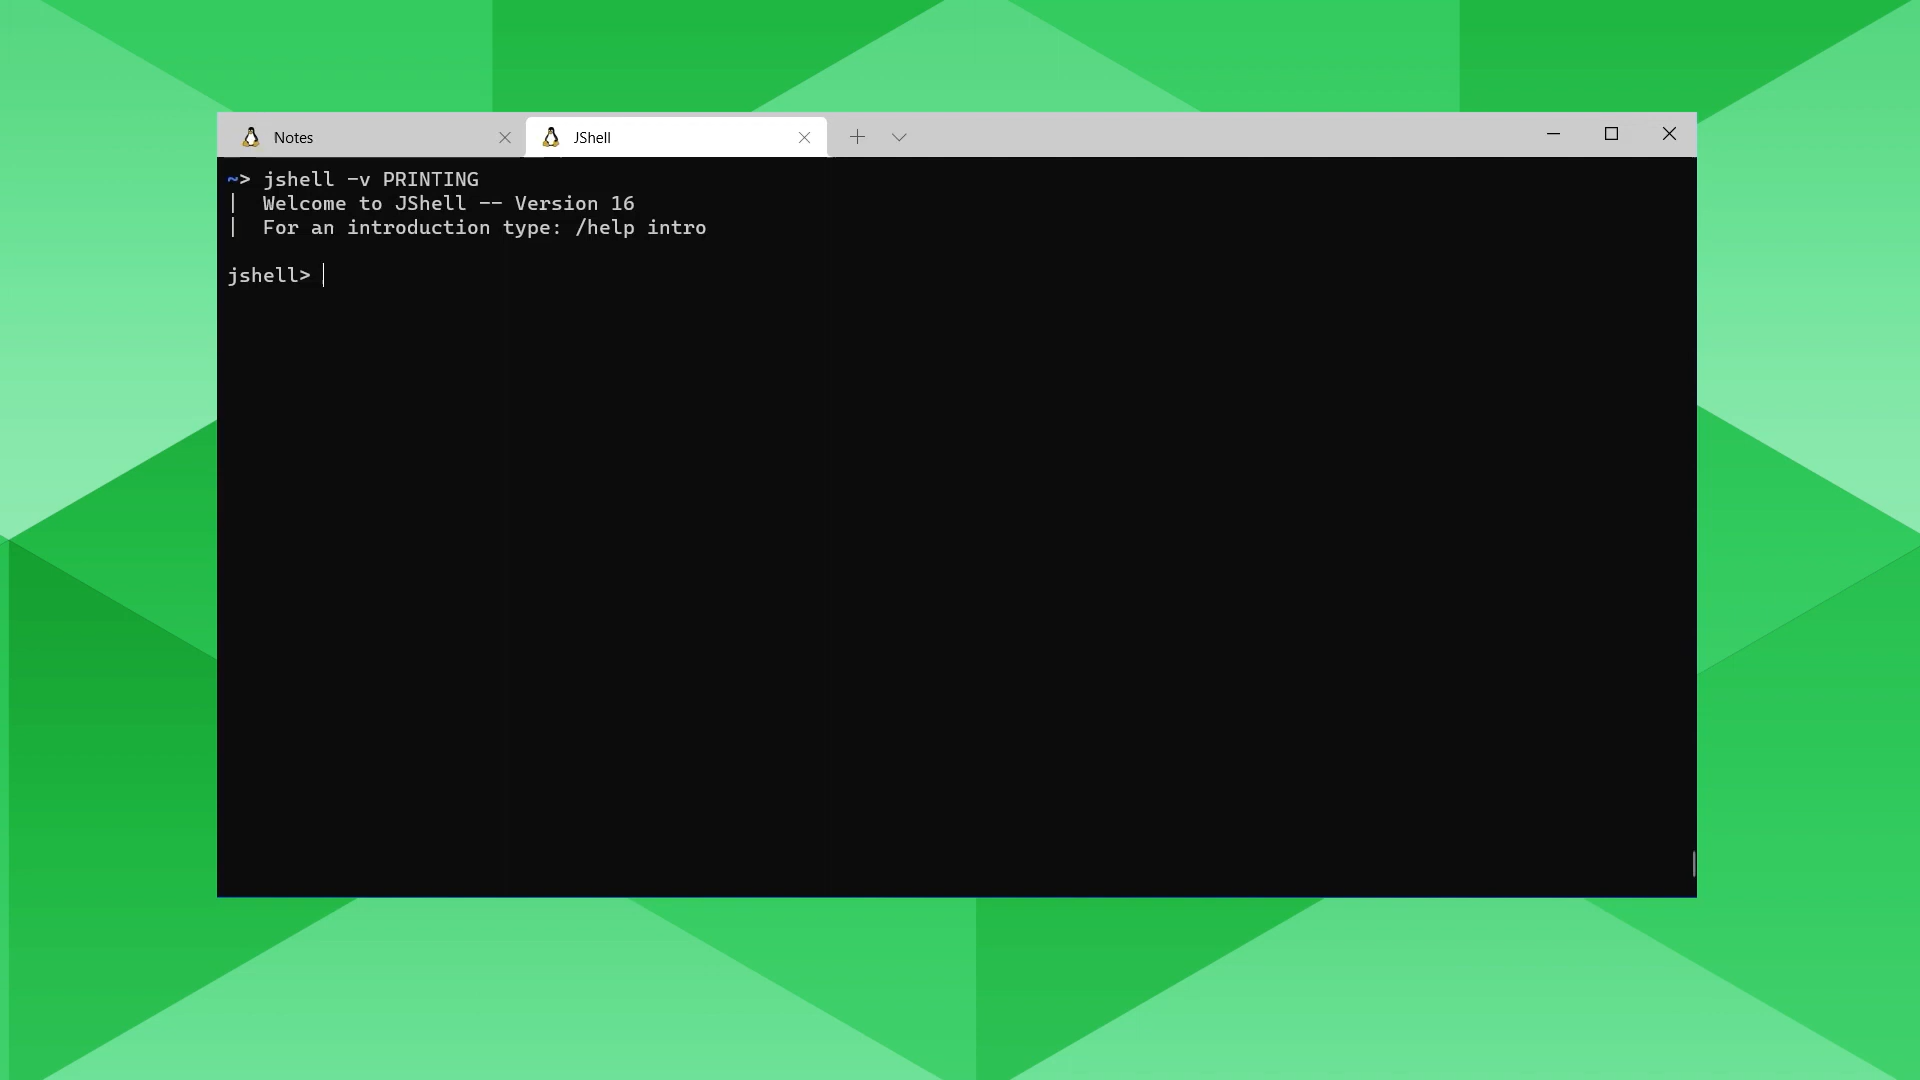 Notes
JShell
~> jshell -v PRINTING
|  Welcome to JShell -- Version 16
|  For an introduction type: /help intro
jshell>